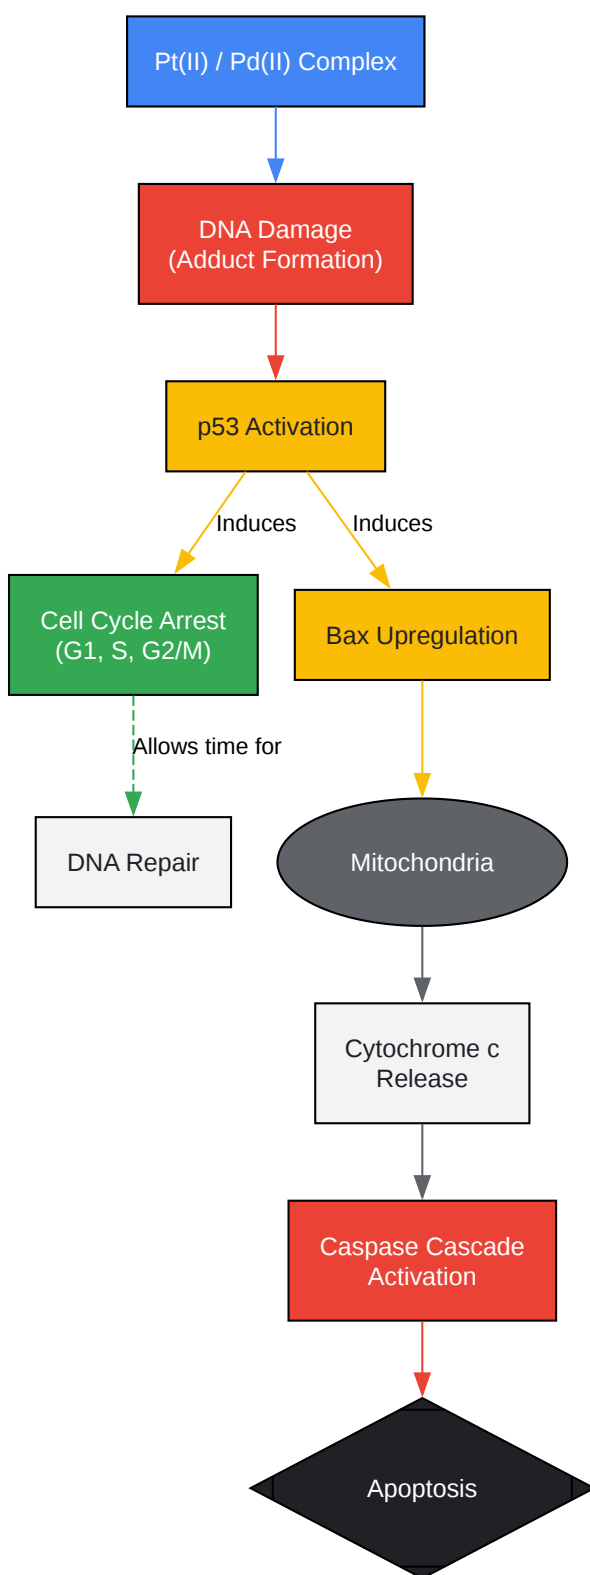 Pt(II) / Pd(II) Complex
DNA Damage
(Adduct Formation)
p53 Activation
Induces
Induces
Cell Cycle Arrest
(G1, S, G2/M)
Bax Upregulation
Allows time for
DNA Repair
Mitochondria
Cytochrome c
Release
Caspase Cascade
Activation
Apoptosis